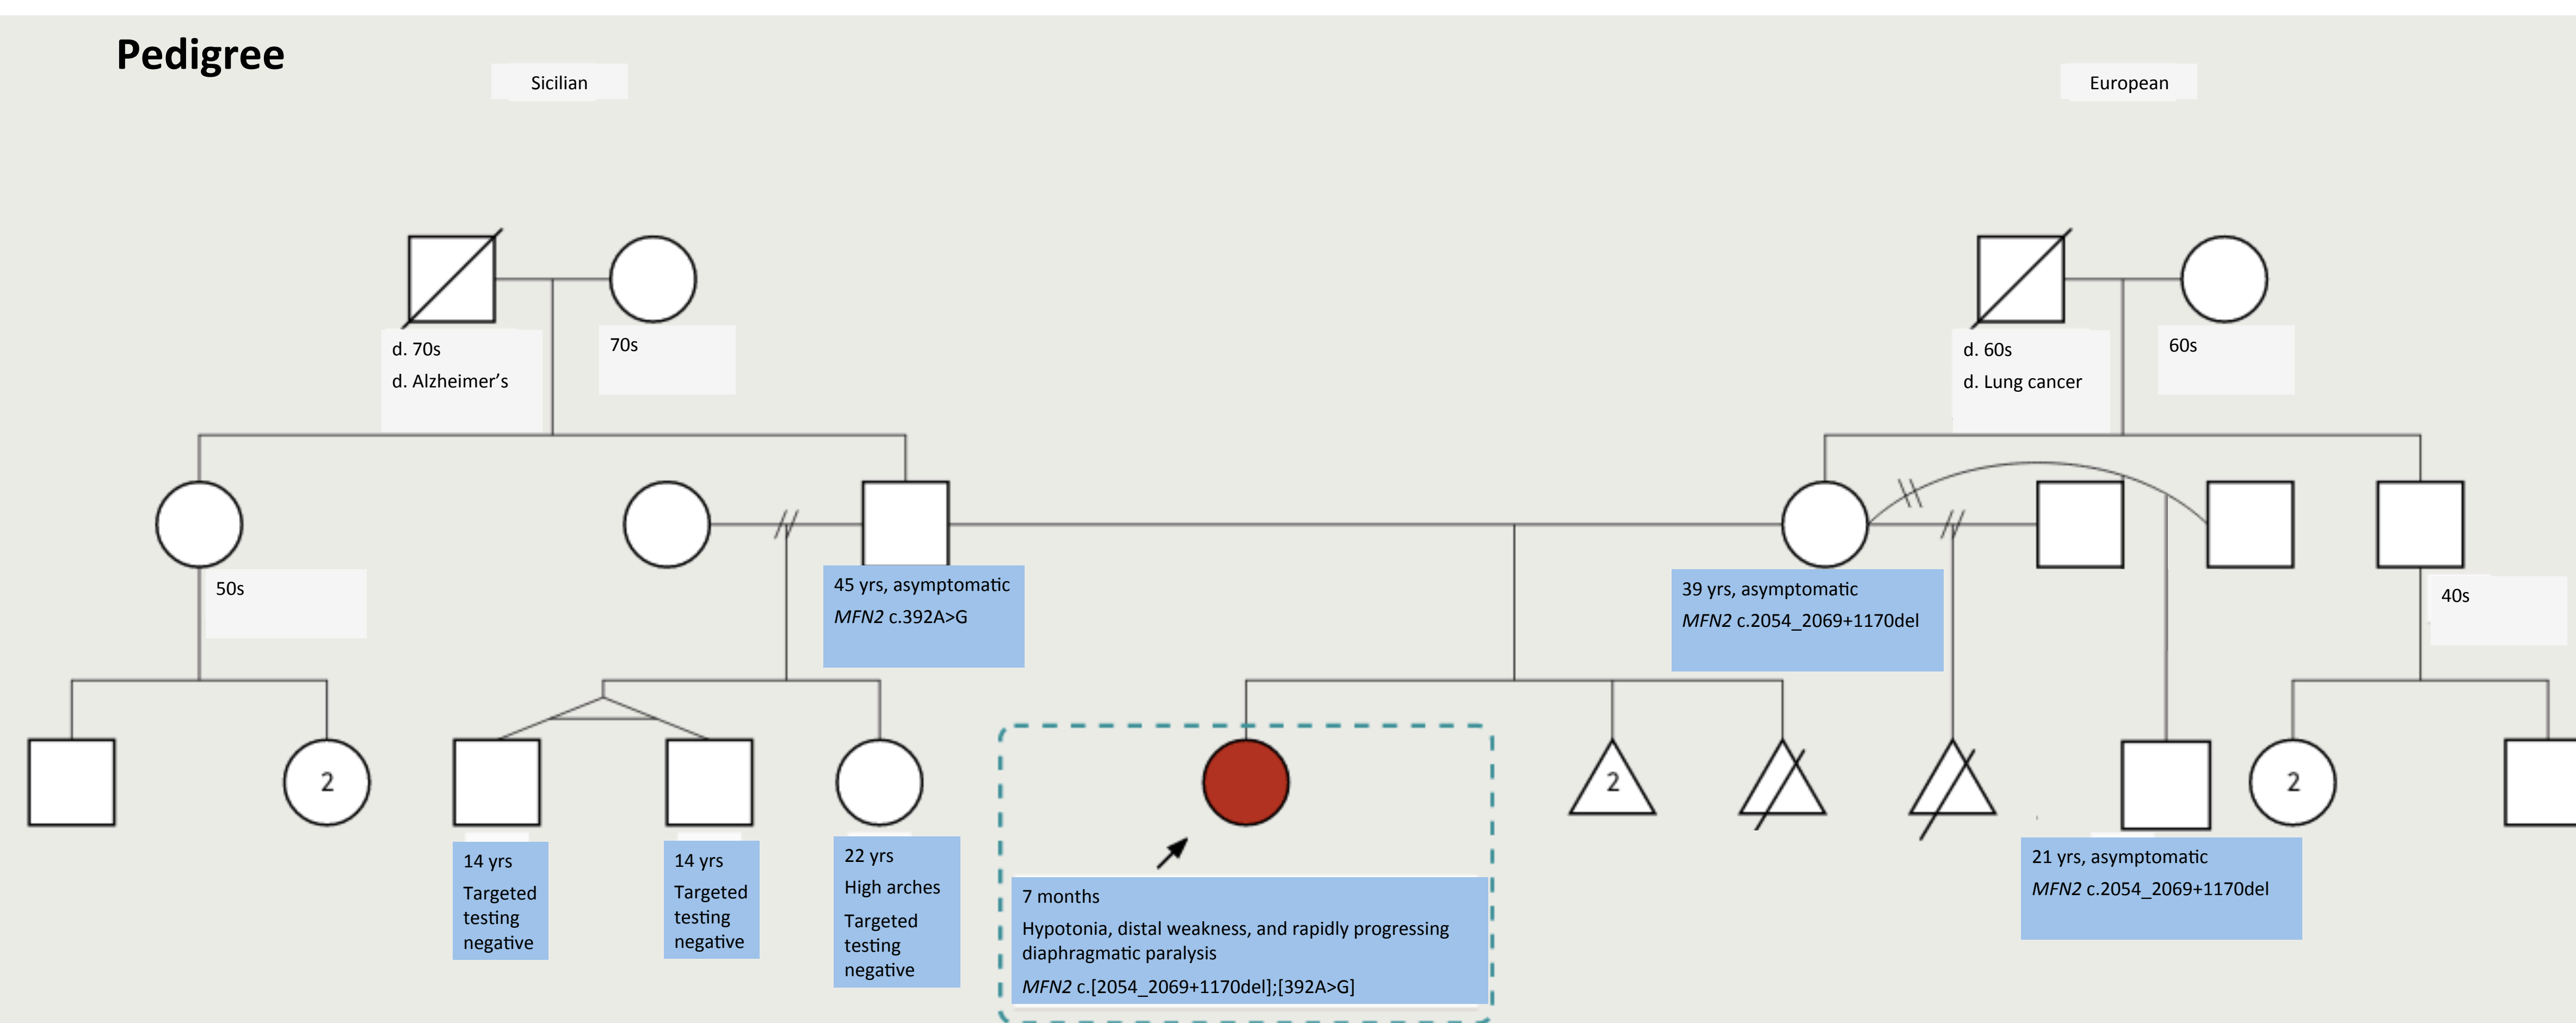 Pedigree
Sicilian
European
d. 70s
d. Alzheimer’s
70s
d. 60s
d. Lung cancer
60s
50s
45 yrs, asymptomatic
MFN2 c.392A>G
39 yrs, asymptomatic
MFN2 c.2054_2069+1170del
40s
2
2
2
14 yrs
Targeted
testing
negative
14 yrs
Targeted
testing
negative
22 yrs
High arches
Targeted
testing
negative
7 months
Hypotonia, distal weakness, and rapidly progressing
diaphragmatic paralysis
MFN2 c.[2054_2069+1170del];[392A>G]
21 yrs, asymptomatic
MFN2 c.2054_2069+1170del